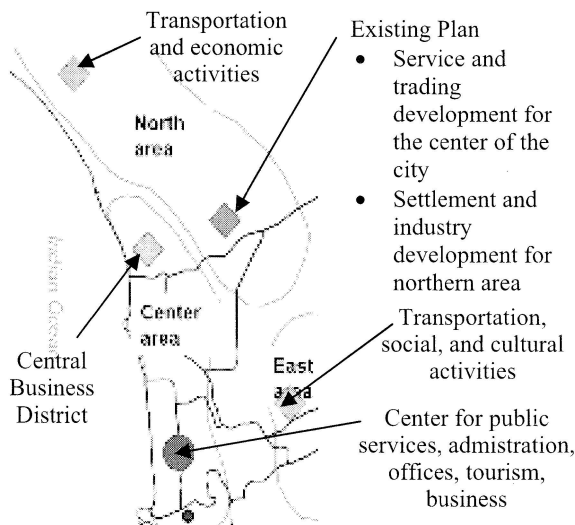 Transportation
and economic
activities
Existing Plan
• Service and
trading
development for
the center of the
city
• Settlement and
industry
development for
northern area
North
area
Indian Ocean
Center
area
Central
Business
District
East
area
Transportation,
social, and cultural
activities
Center for public
services, admistration,
offices, tourism,
business